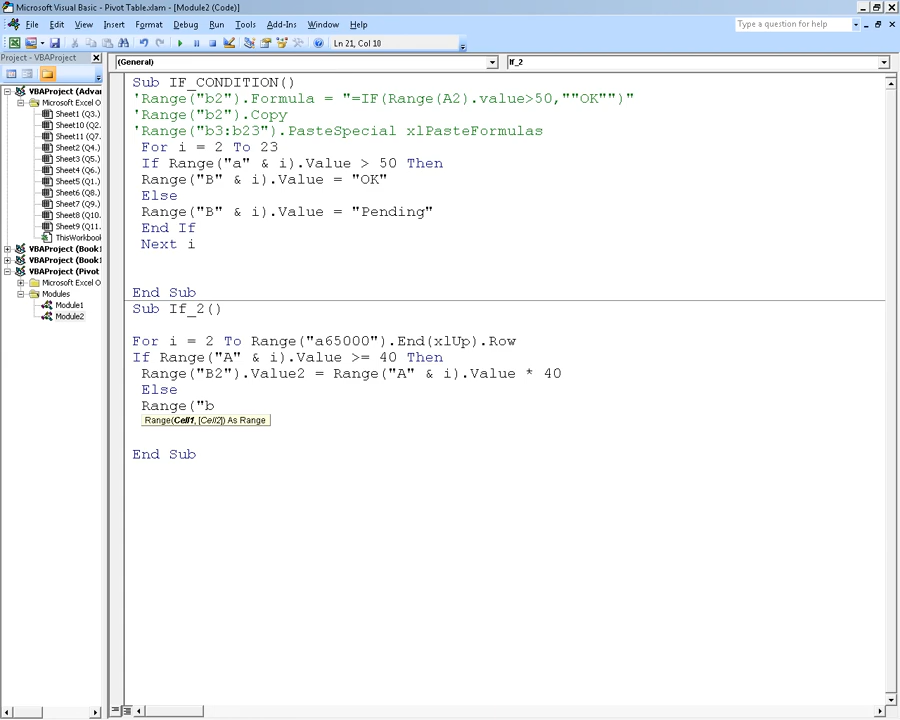 Microsoft Visual Basic - Pivot Table.xlam - [Module2 (Code)]
File Edit View Insert Format Debug Run Tools Add-Ins Window Help
Type a question for help
Ln 21, Col 10
Project - VBAProject
(General)
If_2
VBAProject (Advar
Microsoft Excel O
Sheet1 (Q3.)
Sheet10 (Q2.
Sheet11 (Q7.
Sheet2 (Q4.)
Sheet3 (Q5.)
Sheet4 (Q6.)
Sheet5 (Q1.)
Sheet6 (Q8.)
Sheet7 (Q9.)
Sheet8 (Q10.
Sheet9 (Q11.
ThisWorkbook
VBAProject (Book1
VBAProject (Book1
VBAProject (Pivot
Microsoft Excel O
Modules
Module1
Module2
Sub IF_CONDITION()
'Range("b2").Formula = "=IF(Range(A2).value>50,""OK"")"
'Range("b2").Copy
'Range("b3:b23").PasteSpecial xlPasteFormulas
For i = 2 To 23
If Range("a" & i).Value > 50 Then
Range("B" & i).Value = "OK"
Else
Range("B" & i).Value = "Pending"
End If
Next i
End Sub
Sub If_2()
For i = 2 To Range("a65000").End(xlUp).Row
If Range("A" & i).Value >= 40 Then
Range("B2").Value2 = Range("A" & i).Value * 40
Else
Range("b
Range(Cell1, [Cell2]) As Range
End Sub